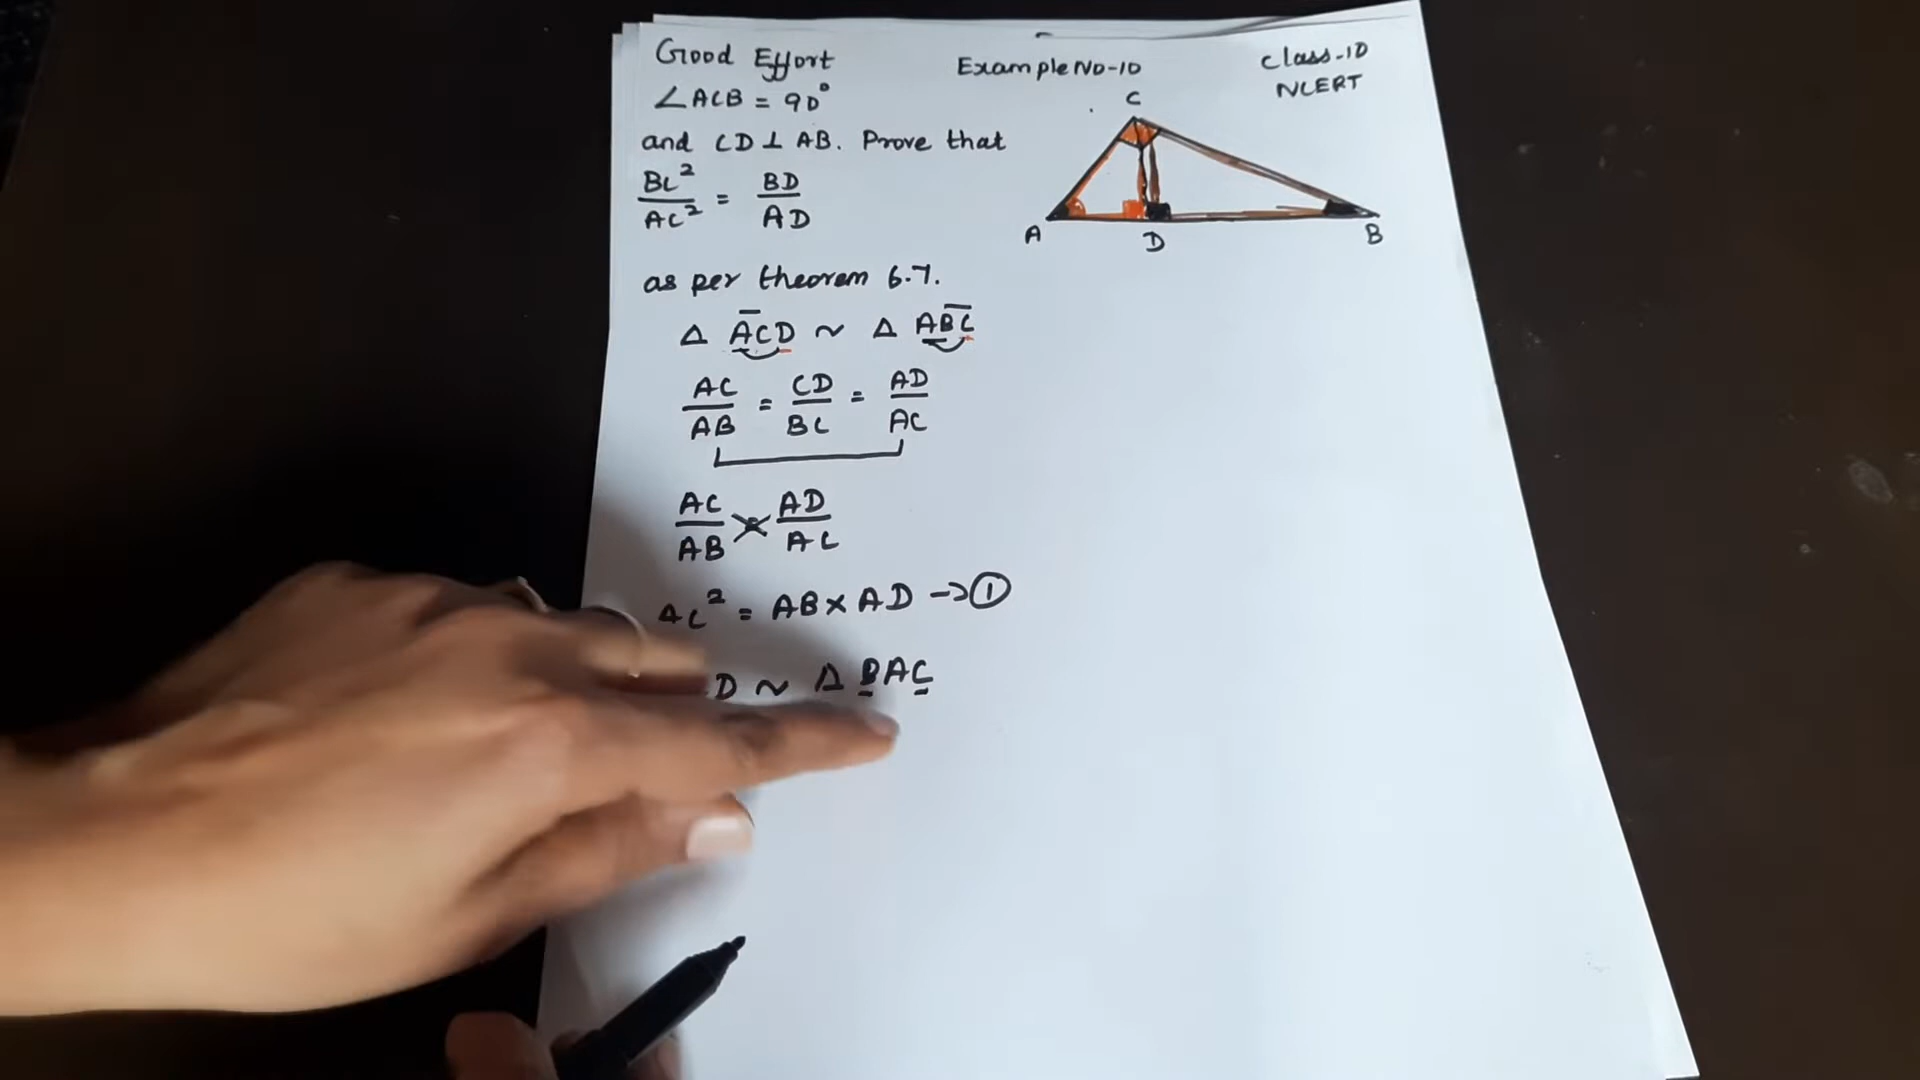 Good Effort
Example No-10
Class-10
NCERT
∠ACB = 90°
and CD ⊥ AB. Prove that
BC²/AC² = BD/AD
C
A
D
B
as per theorem 6.7.
Δ ACD ~ Δ ABC
AC/AB = CD/BC = AD/AC
AC/AB × AD/AC
AC² = AB × AD → ①
D ~ Δ BAC